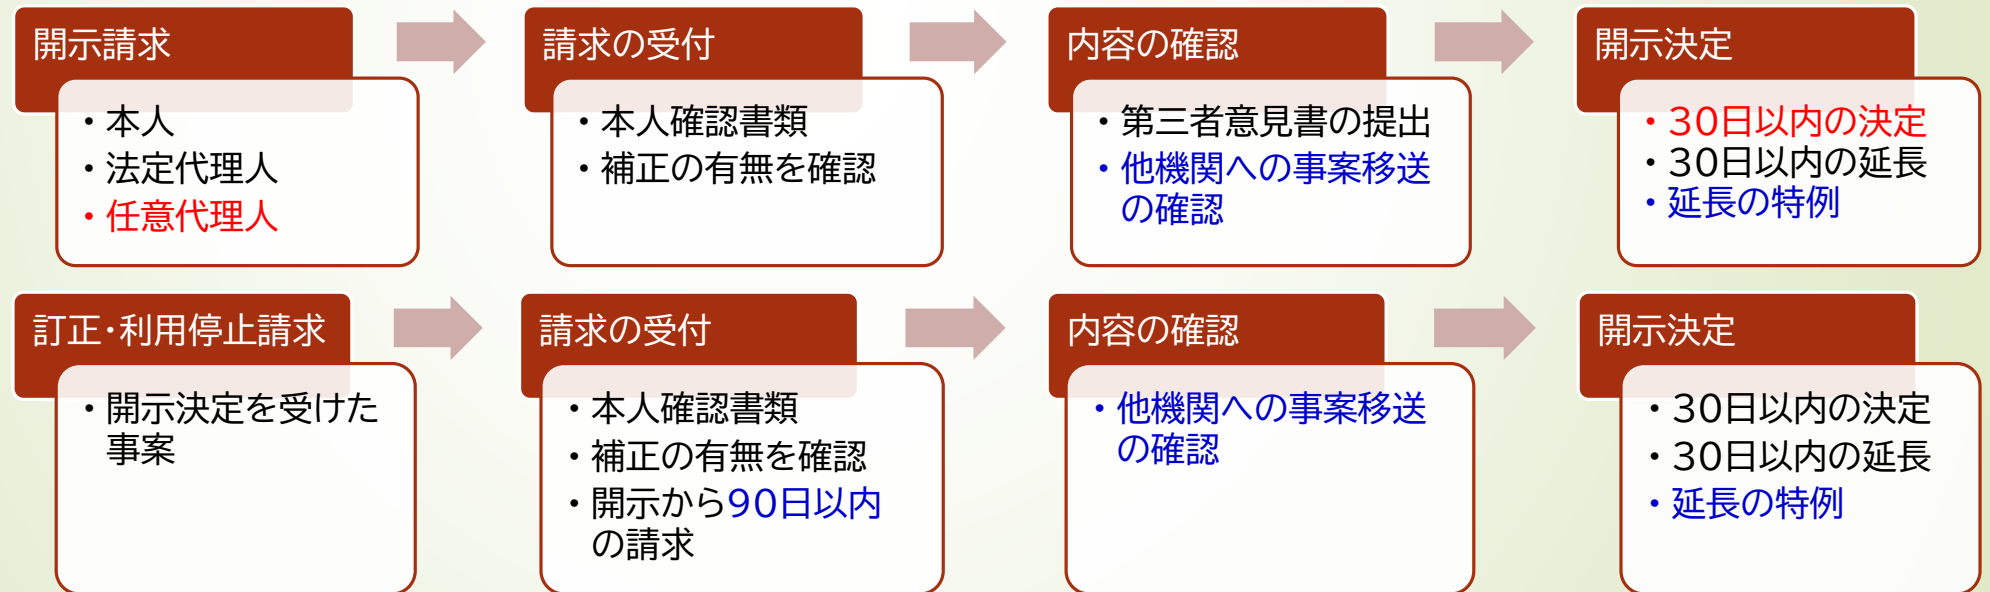 開示請求
・本人
・法定代理人
・任意代理人
請求の受付
・本人確認書類
・補正の有無を確認
内容の確認
・第三者意見書の提出
・他機関への事案移送
の確認
開示決定
・30日以内の決定
・30日以内の延長
・延長の特例
訂正・利用停止請求
・開示決定を受けた
事案
請求の受付
・本人確認書類
・補正の有無を確認
・開示から90日以内
の請求
内容の確認
・他機関への事案移送
の確認
開示決定
・30日以内の決定
・30日以内の延長
・延長の特例